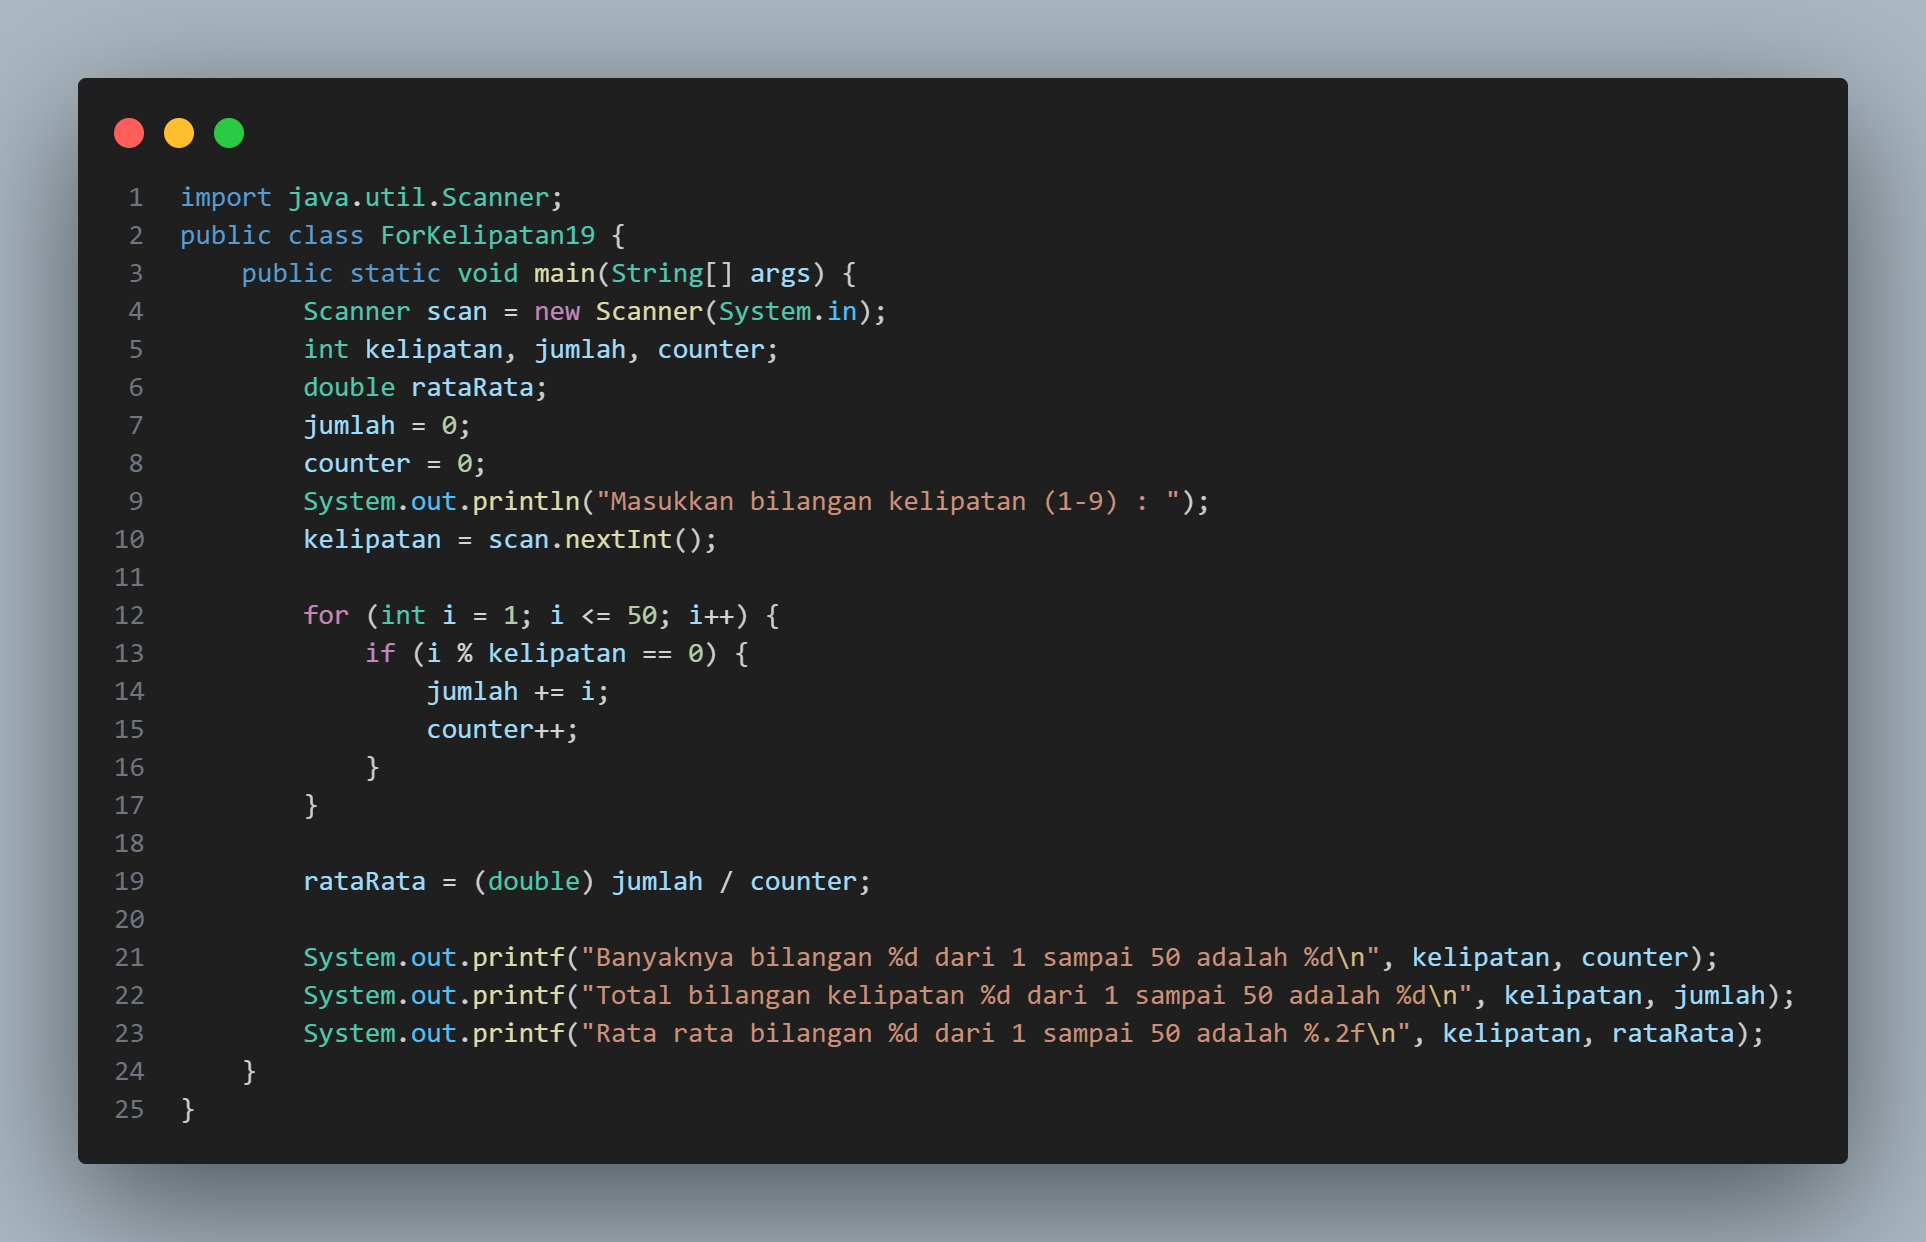 1 import java.util.Scanner;
2 public class ForKelipatan19 {
3     public static void main(String[] args) {
4         Scanner scan = new Scanner(System.in);
5         int kelipatan, jumlah, counter;
6         double rataRata;
7         jumlah = 0;
8         counter = 0;
9         System.out.println("Masukkan bilangan kelipatan (1-9) : ");
10         kelipatan = scan.nextInt();
11
12         for (int i = 1; i <= 50; i++) {
13             if (i % kelipatan == 0) {
14                 jumlah += i;
15                 counter++;
16             }
17         }
18
19         rataRata = (double) jumlah / counter;
20
21         System.out.printf("Banyaknya bilangan %d dari 1 sampai 50 adalah %d\n", kelipatan, counter);
22         System.out.printf("Total bilangan kelipatan %d dari 1 sampai 50 adalah %d\n", kelipatan, jumlah);
23         System.out.printf("Rata rata bilangan %d dari 1 sampai 50 adalah %.2f\n", kelipatan, rataRata);
24     }
25 }